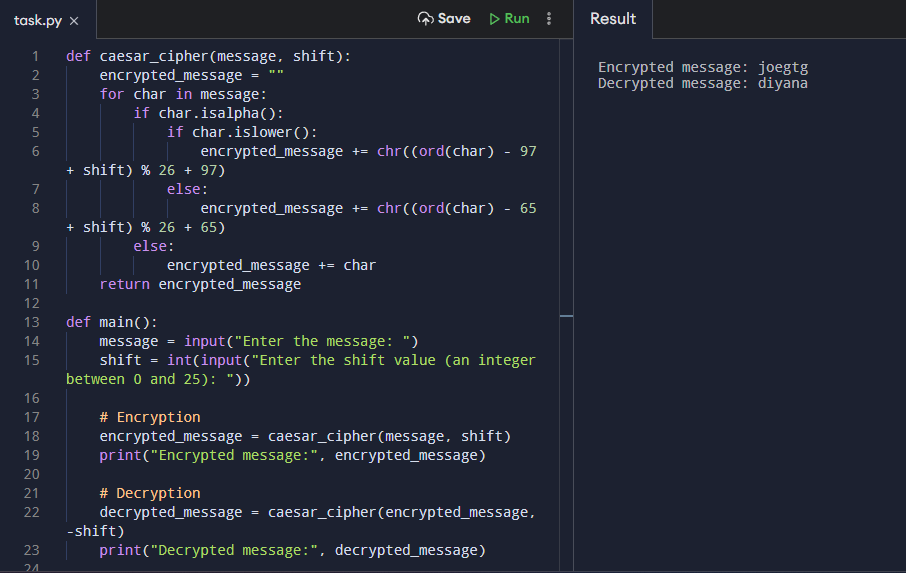 task.py ×
Save
Run
Result
1 def caesar_cipher(message, shift):
2 encrypted_message = ""
3 for char in message:
4 if char.isalpha():
5 if char.islower():
6 encrypted_message += chr((ord(char) - 97
+ shift) % 26 + 97)
7 else:
8 encrypted_message += chr((ord(char) - 65
+ shift) % 26 + 65)
9 else:
10 encrypted_message += char
11 return encrypted_message
12
13 def main():
14 message = input("Enter the message: ")
15 shift = int(input("Enter the shift value (an integer
between 0 and 25): "))
16
17 # Encryption
18 encrypted_message = caesar_cipher(message, shift)
19 print("Encrypted message:", encrypted_message)
20
21 # Decryption
22 decrypted_message = caesar_cipher(encrypted_message,
-shift)
23 print("Decrypted message:", decrypted_message)
24
Encrypted message: joegtg
Decrypted message: diyana